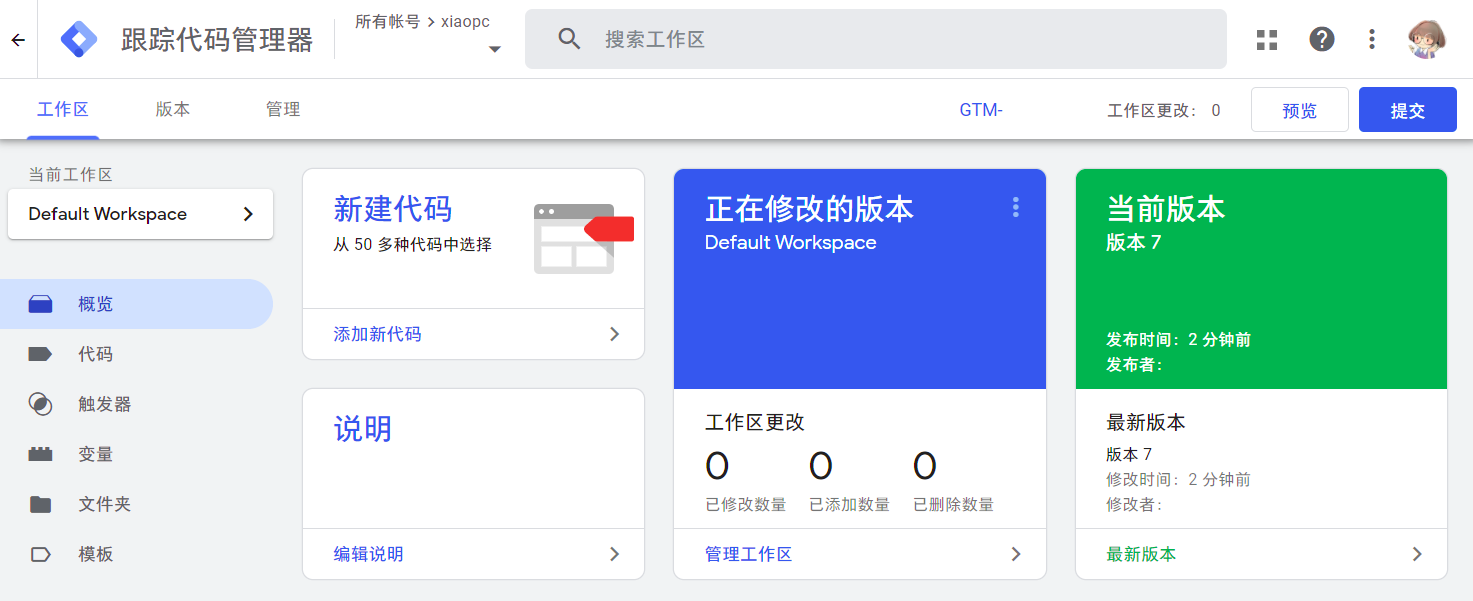 跟踪代码管理器
所有帐号 > xiaopc
搜索工作区
工作区 版本 管理
GTM-
工作区更改： 0
预览
提交
当前工作区
Default Workspace
概览
代码
触发器
变量
文件夹
模板
新建代码
从 50 多种代码中选择
添加新代码
说明
编辑说明
正在修改的版本
Default Workspace
工作区更改
0 0 0
已修改数量 已添加数量 已删除数量
管理工作区
当前版本
版本 7
发布时间：2 分钟前
发布者：
最新版本
版本 7
修改时间：2 分钟前
修改者：
最新版本